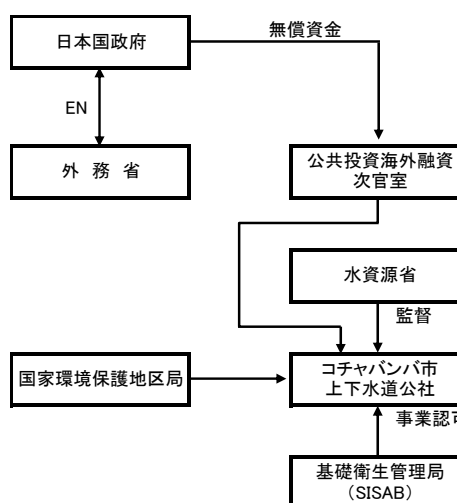 日本国政府
無償資金
EN
外 務 省
公共投資海外融資
次官室
水資源省
監督
国家環境保護地区局
コチャバンバ市
上下水道公社
事業認可
基礎衛生管理局
(SISAB)